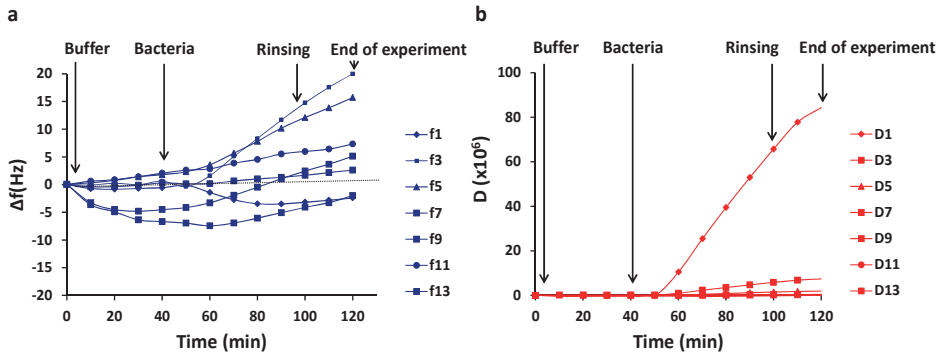 a
Buffer
Bacteria
Rinsing
End of experiment
20
15
10
5
0
-5
-10
-15
-20
Δf(Hz)
0
20
40
60
80
100
120
Time (min)
f1
f3
f5
f7
f9
f11
f13
b
Buffer
Bacteria
Rinsing
End of experiment
100
80
60
40
20
0
D (x10⁶)
0
20
40
60
80
100
120
Time (min)
D1
D3
D5
D7
D9
D11
D13